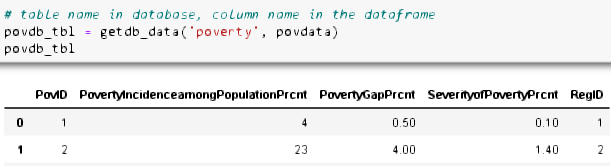 # table name in database, column name in the dataframe
povdb_tbl = getdb_data('poverty', povdata)
povdb_tbl
PovID PovertyIncidenceamongPopulationPrcnt PovertyGapPrcnt SeverityofPovertyPrcnt RegID
0 1 4 0.50 0.10 1
1 2 23 4.00 1.40 2